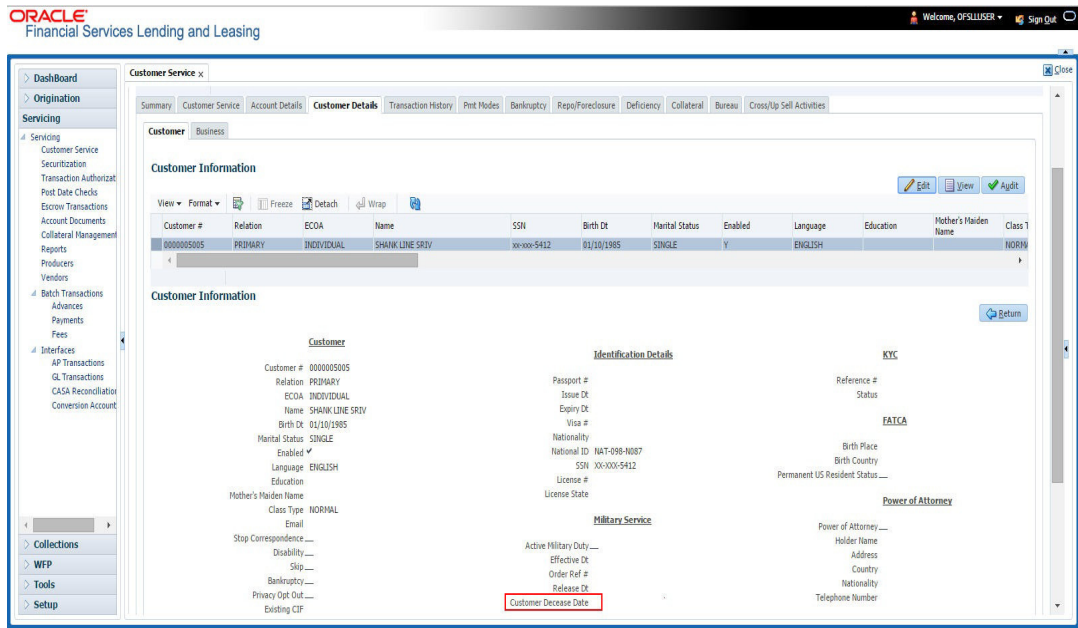 ORACLE
Financial Services Lending and Leasing
Welcome, OFSLLUSER
Sign Out
Close
DashBoard
Origination
Servicing
Servicing
Customer Service
Securitization
Transaction Authorizat
Post Date Checks
Escrow Transactions
Account Documents
Collateral Management
Reports
Producers
Vendors
Batch Transactions
Advances
Payments
Fees
Interfaces
AP Transactions
GL Transactions
CASA Reconciliation
Conversion Account
Collections
WFP
Tools
Setup
Customer Service x
Summary Customer Service Account Details Customer Details Transaction History Pmt Modes Bankruptcy Repo/Foreclosure Deficiency Collateral Bureau Cross/Up Sell Activities
Customer Business
Customer Information
Edit View Audit
View Format Freeze Detach Wrap
Customer # Relation ECOA Name SSN Birth Dt Marital Status Enabled Language Education Mother's Maiden Name Class T
0000005005 PRIMARY INDIVIDUAL SHANK LINE SRIV xx-xxx-5412 01/10/1985 SINGLE Y ENGLISH NORM
Customer Information
Return
Customer
Customer # 0000005005
Relation PRIMARY
ECOA INDIVIDUAL
Name SHANK LINE SRIV
Birth Dt 01/10/1985
Marital Status SINGLE
Enabled
Language ENGLISH
Education
Mother's Maiden Name
Class Type NORMAL
Email
Stop Correspondence
Disability
Skip
Bankruptcy
Privacy Opt Out
Existing CIF
Identification Details
Passport #
Issue Dt
Expiry Dt
Visa #
Nationality
National ID NAT-098-N087
SSN XX-XXX-5412
License #
License State
Military Service
Active Military Duty
Effective Dt
Order Ref #
Release Dt
Customer Decease Date
KYC
Reference #
Status
FATCA
Birth Place
Birth Country
Permanent US Resident Status
Power of Attorney
Power of Attorney
Holder Name
Address
Country
Nationality
Telephone Number